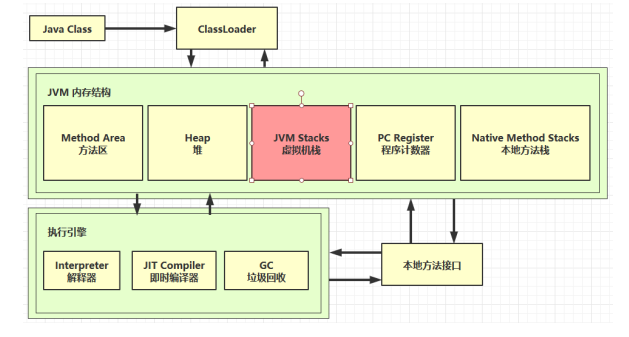 Java Class
ClassLoader
JVM 内存结构
Method Area
方法区
Heap
堆
JVM Stacks
虚拟机栈
PC Register
程序计数器
Native Method Stacks
本地方法栈
执行引擎
Interpreter
解释器
JIT Compiler
即时编译器
GC
垃圾回收
本地方法接口